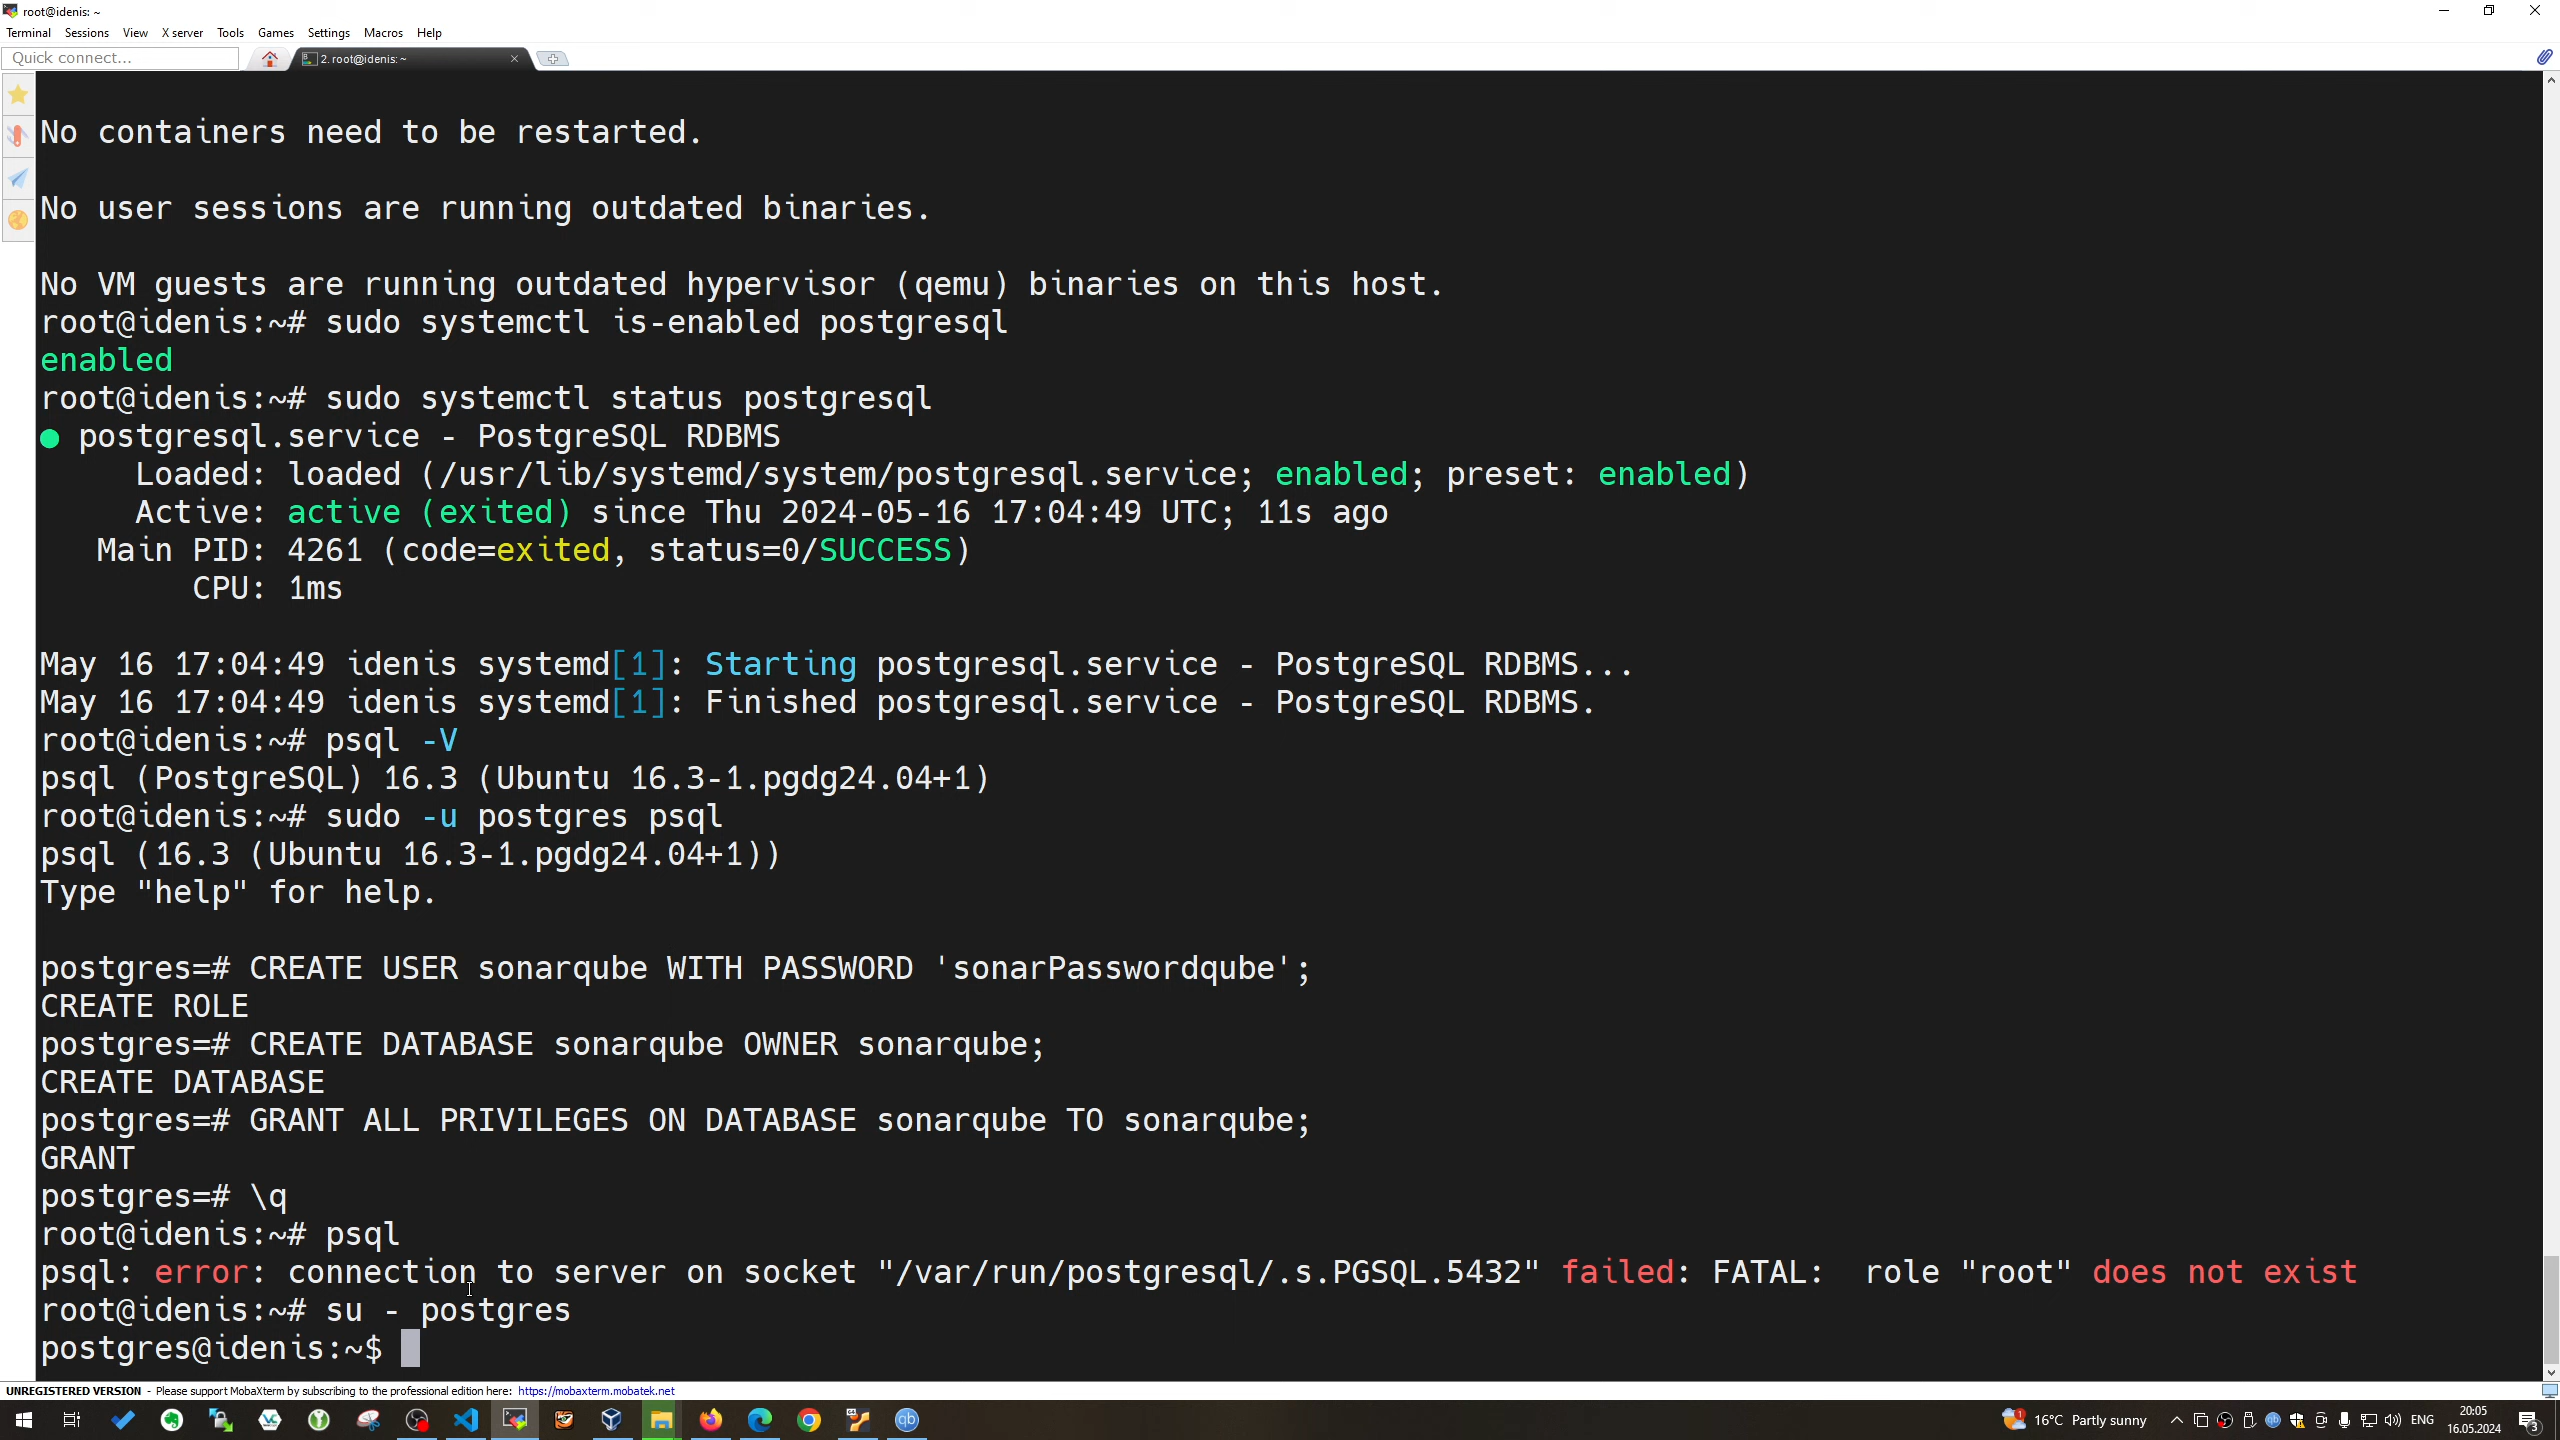 root@idenis: ~
Terminal Sessions View X server Tools Games Settings Macros Help
Quick connect...
2. root@idenis: ~
No containers need to be restarted.
No user sessions are running outdated binaries.
No VM guests are running outdated hypervisor (qemu) binaries on this host.
root@idenis:~# sudo systemctl is-enabled postgresql
enabled
root@idenis:~# sudo systemctl status postgresql
● postgresql.service - PostgreSQL RDBMS
Loaded: loaded (/usr/lib/systemd/system/postgresql.service; enabled; preset: enabled)
Active: active (exited) since Thu 2024-05-16 17:04:49 UTC; 11s ago
Main PID: 4261 (code=exited, status=0/SUCCESS)
CPU: 1ms
May 16 17:04:49 idenis systemd[1]: Starting postgresql.service - PostgreSQL RDBMS...
May 16 17:04:49 idenis systemd[1]: Finished postgresql.service - PostgreSQL RDBMS.
root@idenis:~# psql -V
psql (PostgreSQL) 16.3 (Ubuntu 16.3-1.pgdg24.04+1)
root@idenis:~# sudo -u postgres psql
psql (16.3 (Ubuntu 16.3-1.pgdg24.04+1))
Type "help" for help.
postgres=# CREATE USER sonarqube WITH PASSWORD 'sonarPasswordqube';
CREATE ROLE
postgres=# CREATE DATABASE sonarqube OWNER sonarqube;
CREATE DATABASE
postgres=# GRANT ALL PRIVILEGES ON DATABASE sonarqube TO sonarqube;
GRANT
postgres=# \q
root@idenis:~# psql
psql: error: connection to server on socket "/var/run/postgresql/.s.PGSQL.5432" failed: FATAL:  role "root" does not exist
root@idenis:~# su - postgres
postgres@idenis:~$
UNREGISTERED VERSION - Please support MobaXterm by subscribing to the professional edition here: https://mobaxterm.mobatek.net
16°C Partly sunny
ENG
20:05
16.05.2024
3